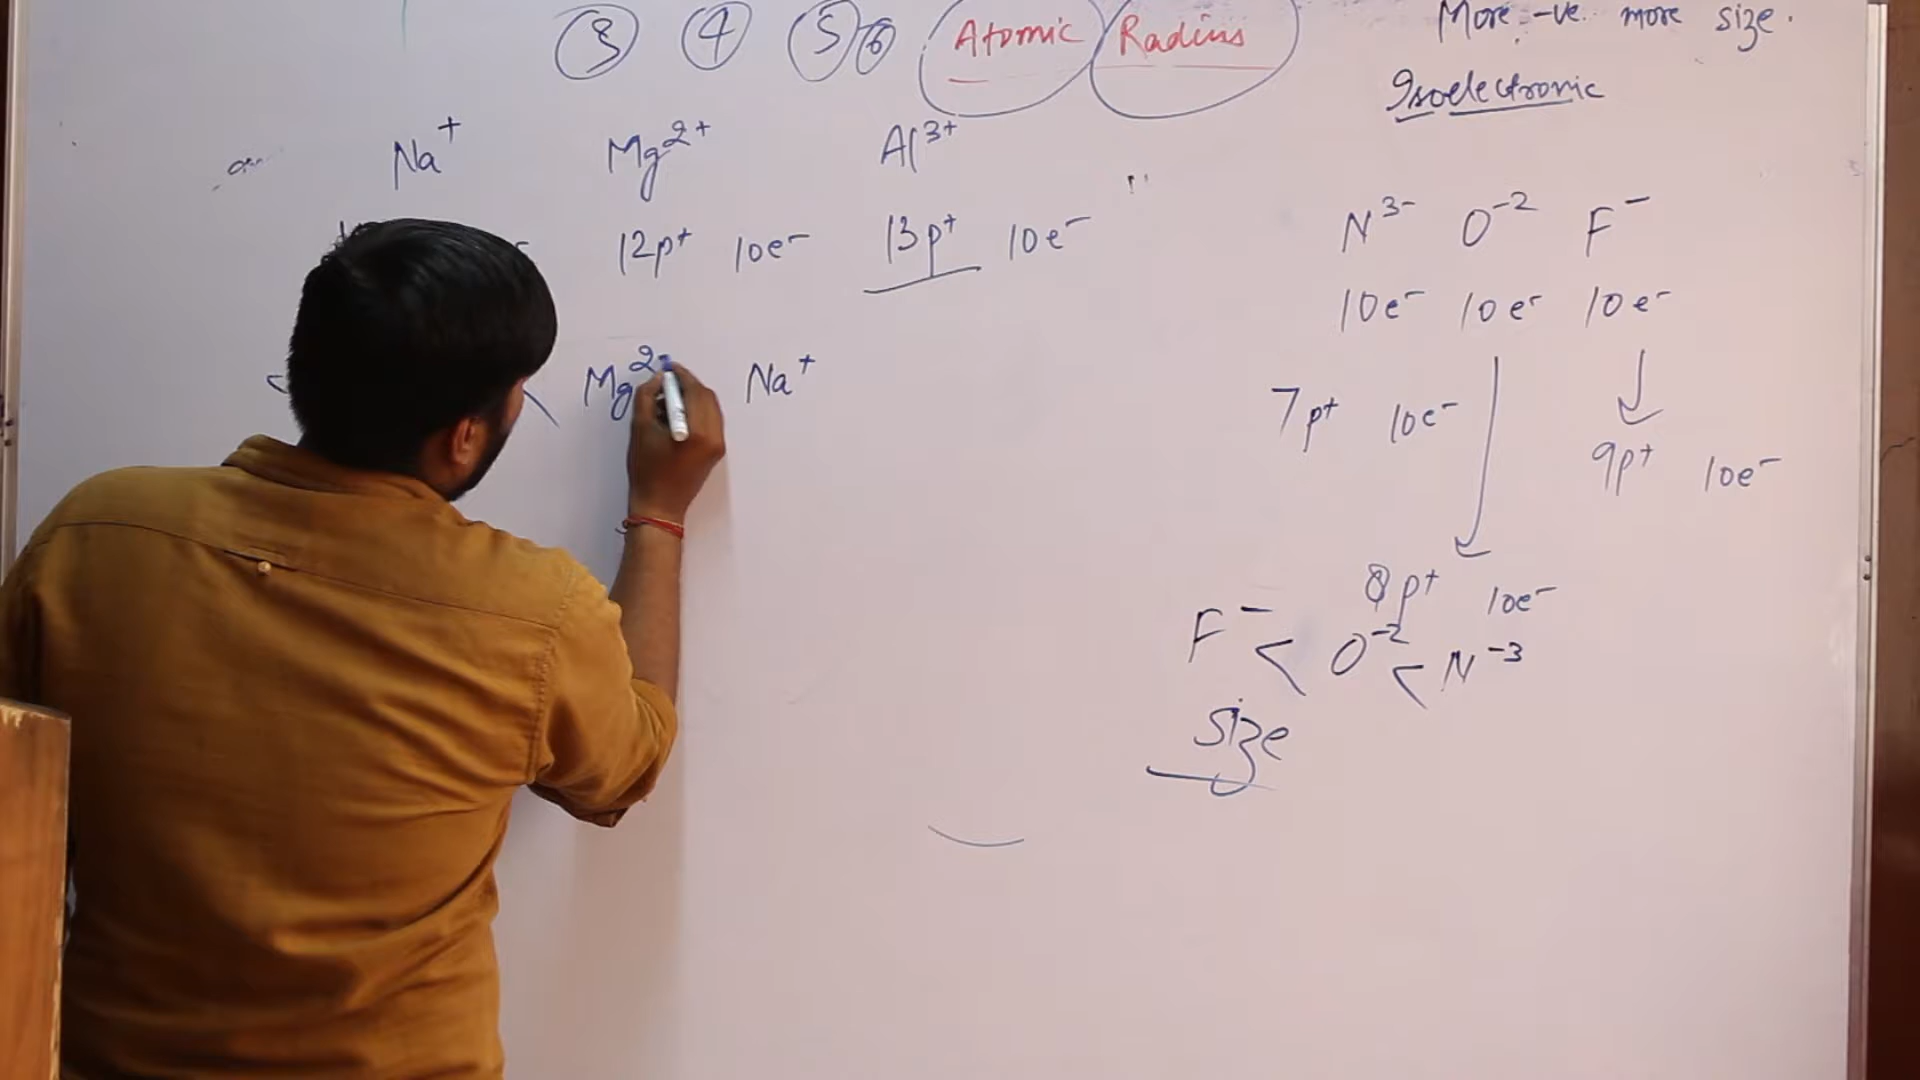 3 4 5 6 Atomic Radius
More -ve more size.
Isoelectronic
Na+ Mg2+ Al3+
12p+ 10e- 13p+ 10e-
< Mg2 Na+
N3- O-2 F-
10e- 10e- 10e-
7p+ 10e-
9p+ 10e-
8p+ 10e-
F- < O-2 < N-3
Size